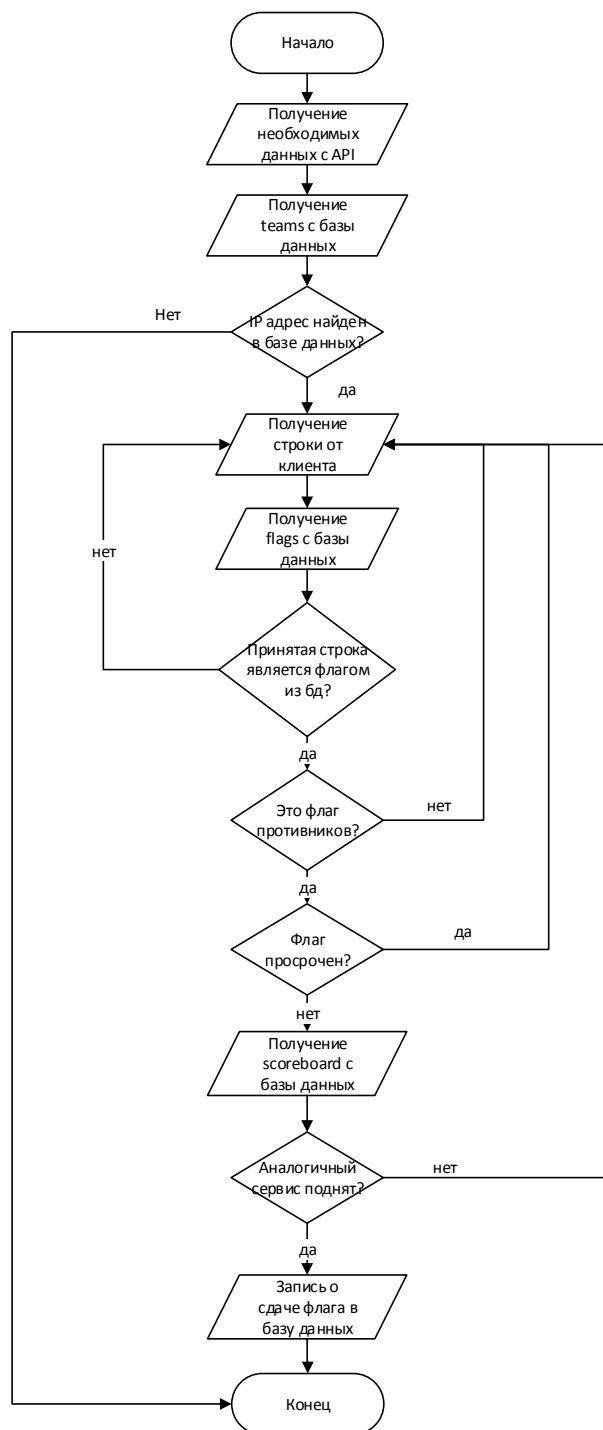 Начало
Получение
необходимых
данных с API
Получение
teams с базы
данных
Нет
IP адрес найден
в базе данных?
да
Получение
строки от
клиента
Получение
flags с базы
данных
нет
Принятая строка
является флагом
из бд?
да
Это флаг
противников?
нет
да
Флаг
просрочен?
да
нет
Получение
scoreboard с
базы данных
Аналогичный
сервис поднят?
нет
да
Запись о
сдаче флага в
базу данных
Конец